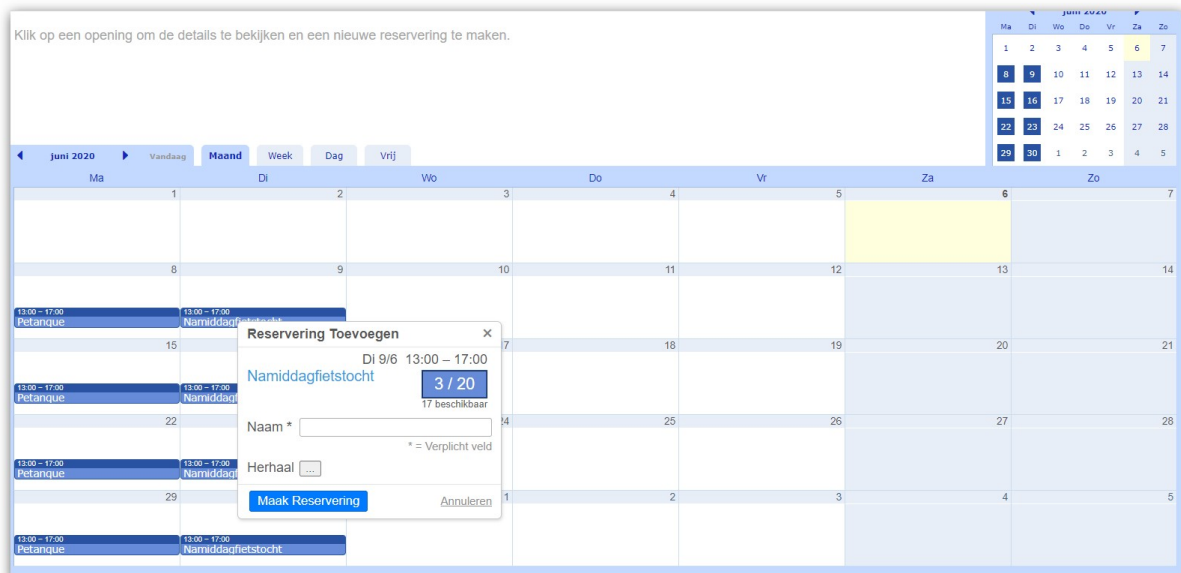 Klik op een opening om de details te bekijken en een nieuwe reservering te maken.
juni 2020
Ma Di Wo Do Vr Za Zo
1 2 3 4 5 6 7
8 9 10 11 12 13 14
15 16 17 18 19 20 21
22 23 24 25 26 27 28
29 30 1 2 3 4 5
juni 2020 Vandaag Maand Week Dag Vrij
Ma Di Wo Do Vr Za Zo
1 2 3 4 5 6 7
8 9 10 11 12 13 14
13:00 – 17:00 13:00 – 17:00
Petanque Namiddagfietstocht
15 7 18 19 20 21
13:00 – 17:00 13:00 – 17:00
Petanque Namiddagf
22 24 25 26 27 28
13:00 – 17:00 13:00 – 17:00
Petanque Namiddagf
29 1 2 3 4 5
13:00 – 17:00 13:00 – 17:00
Petanque Namiddagfietstocht
Reservering Toevoegen ×
Di 9/6 13:00 – 17:00
Namiddagfietstocht 3 / 20
17 beschikbaar
Naam *
* = Verplicht veld
Herhaal ...
Maak Reservering Annuleren